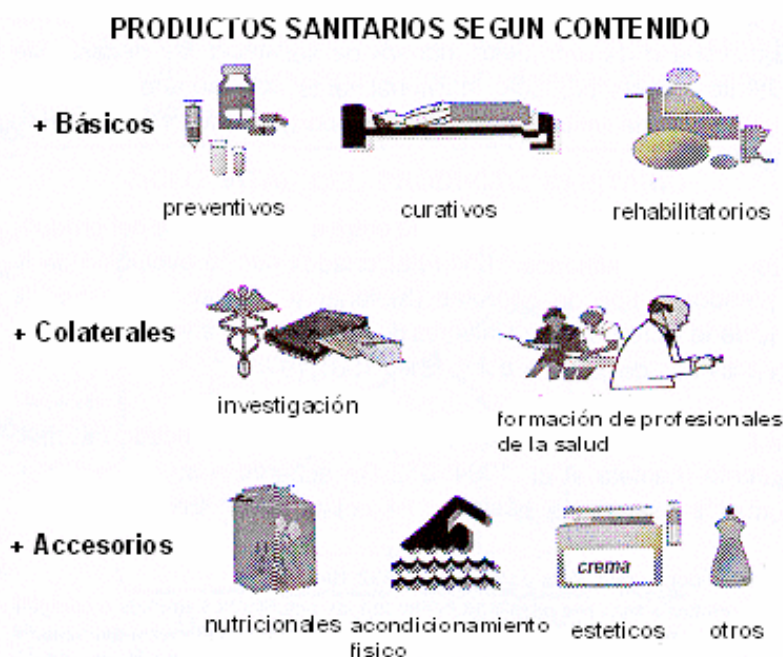 PRODUCTOS SANITARIOS SEGUN CONTENIDO
+ Básicos
preventivos
curativos
rehabilitatorios
+ Colaterales
investigación
formación de profesionales
de la salud
+ Accesorios
crema
nutricionales
acondicionamiento
fisico
esteticos
otros